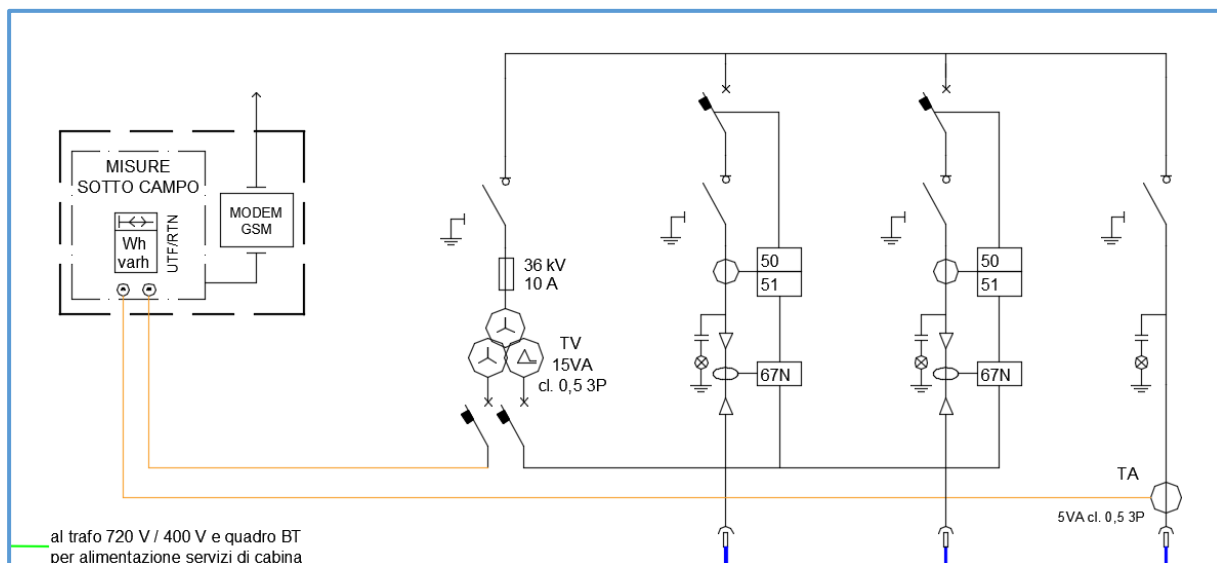 MISURE
SOTTO CAMPO
Wh
varh
UTF/RTN
MODEM
GSM
36 kV
10 A
TV
15VA
cl. 0,5 3P
50
51
67N
50
51
67N
TA
5VA cl. 0,5 3P
al trafo 720 V / 400 V e quadro BT
per alimentazione servizi di cabina